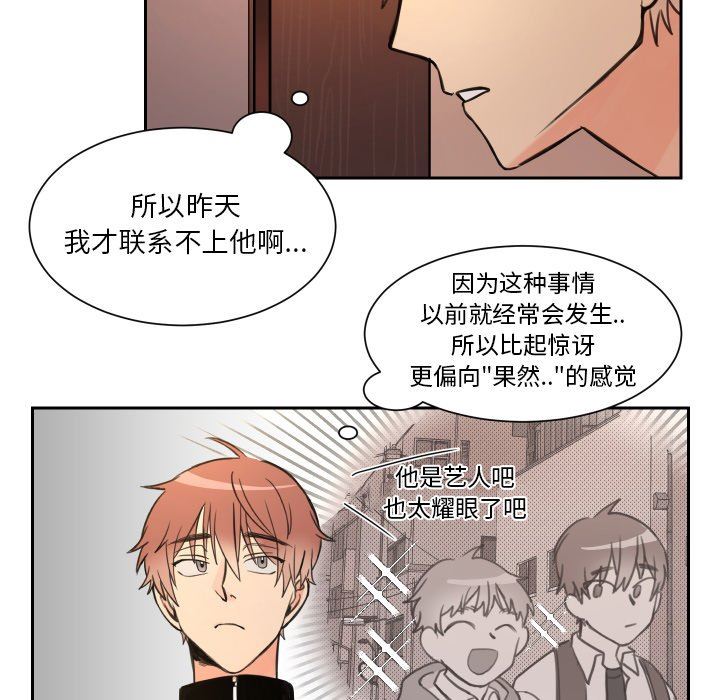 所以昨天
我才联系不上他啊...
因为这种事情
以前就经常会发生..
所以比起惊讶
更偏向"果然.."的感觉
他是艺人吧
也太耀眼了吧